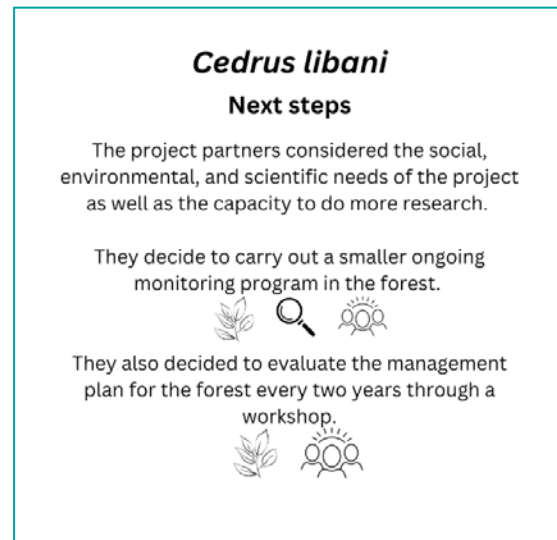 Cedrus libani
Next steps
The project partners considered the social,
environmental, and scientific needs of the project
as well as the capacity to do more research.
They decide to carry out a smaller ongoing
monitoring program in the forest.
They also decided to evaluate the management
plan for the forest every two years through a
workshop.